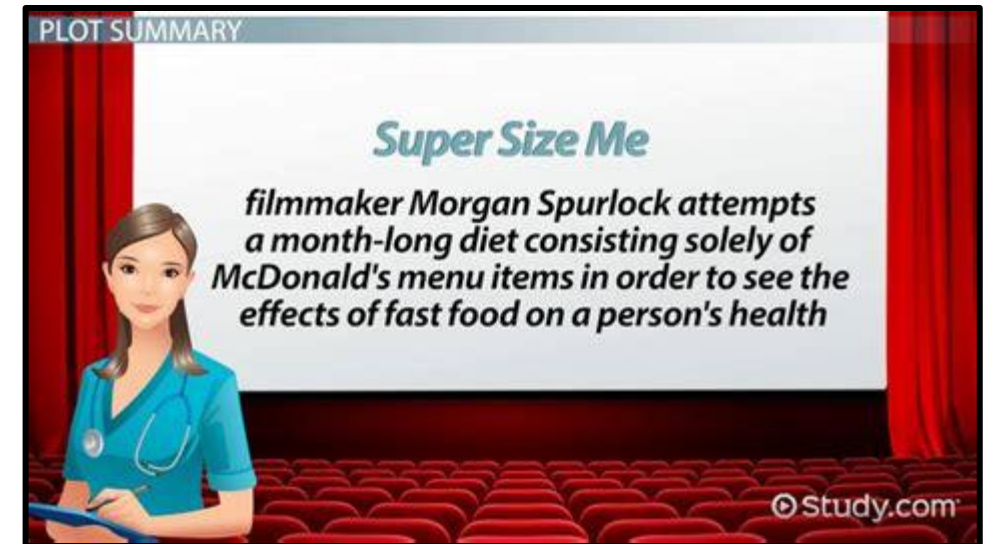 PLOT SUMMARY
Super Size Me
filmmaker Morgan Spurlock attempts
a month-long diet consisting solely of
McDonald's menu items in order to see the
effects of fast food on a person's health
Study.com